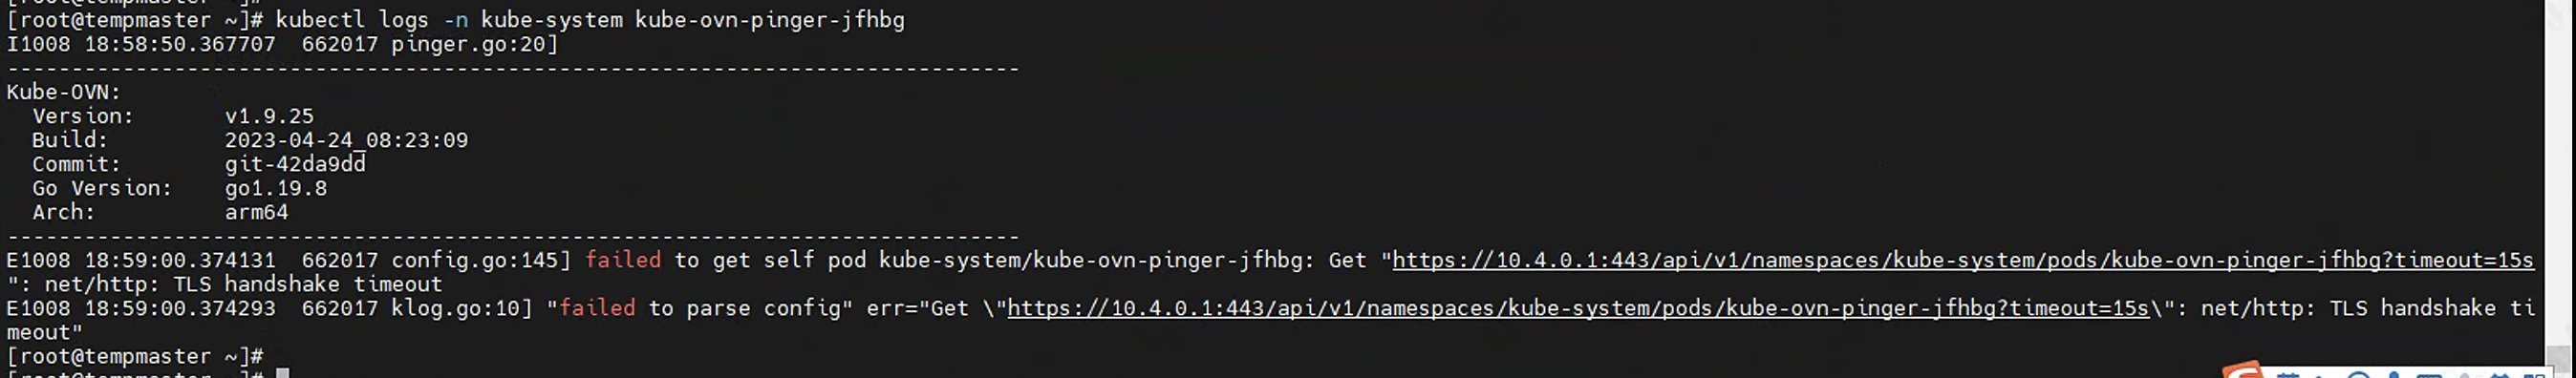 [root@tempmaster ~]# kubectl logs -n kube-system kube-ovn-pinger-jfhbg
I1008 18:58:50.367707  662017 pinger.go:20]
-------------------------------------------------------------------------------
Kube-OVN:
  Version:       v1.9.25
  Build:         2023-04-24_08:23:09
  Commit:        git-42da9dd
  Go Version:    go1.19.8
  Arch:          arm64
-------------------------------------------------------------------------------
E1008 18:59:00.374131  662017 config.go:145] failed to get self pod kube-system/kube-ovn-pinger-jfhbg: Get "https://10.4.0.1:443/api/v1/namespaces/kube-system/pods/kube-ovn-pinger-jfhbg?timeout=15s
": net/http: TLS handshake timeout
E1008 18:59:00.374293  662017 klog.go:10] "failed to parse config" err="Get \"https://10.4.0.1:443/api/v1/namespaces/kube-system/pods/kube-ovn-pinger-jfhbg?timeout=15s\": net/http: TLS handshake ti
meout"
[root@tempmaster ~]#